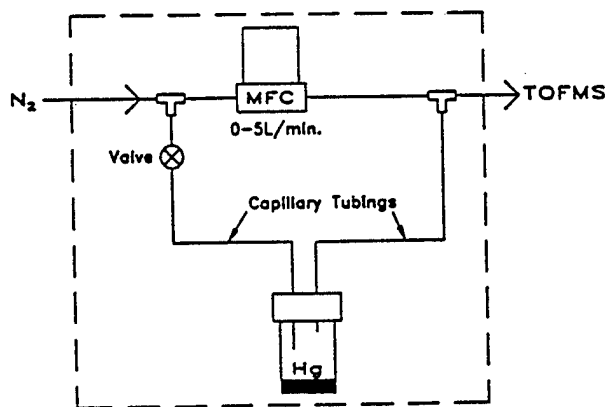 N₂
MFC
TOFMS
0-5L/min.
Valve
Capillary Tubings
Hg